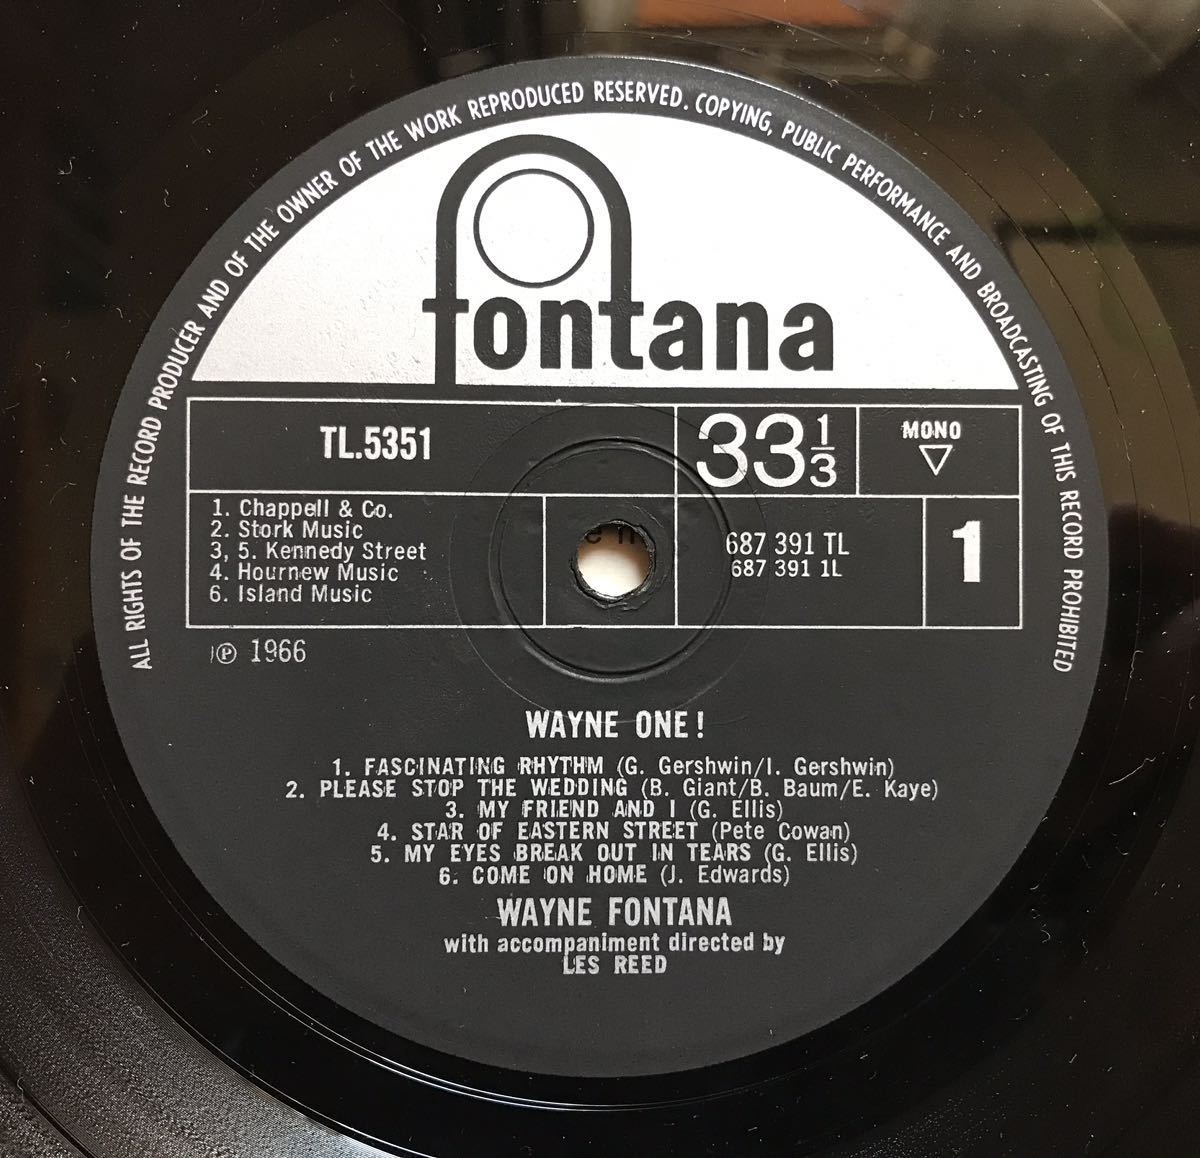 ALL RIGHTS OF THE RECORD PRODUCER AND OF THE OWNER OF THE WORK REPRODUCED RESERVED. COPYING, PUBLIC PERFORMANCE AND BROADCASTING OF THIS RECORD PROHIBITED
fontana
TL.5351
33 1/3
MONO
1. Chappell & Co.
2. Stork Music
3, 5. Kennedy Street
4. Hournew Music
6. Island Music
687 391 TL
687 391 1L
1
℗ 1966
WAYNE ONE!
1. FASCINATING RHYTHM (G. Gershwin/I. Gershwin)
2. PLEASE STOP THE WEDDING (B. Giant/B. Baum/E. Kaye)
3. MY FRIEND AND I (G. Ellis)
4. STAR OF EASTERN STREET (Pete Cowan)
5. MY EYES BREAK OUT IN TEARS (G. Ellis)
6. COME ON HOME (J. Edwards)
WAYNE FONTANA
with accompaniment directed by
LES REED